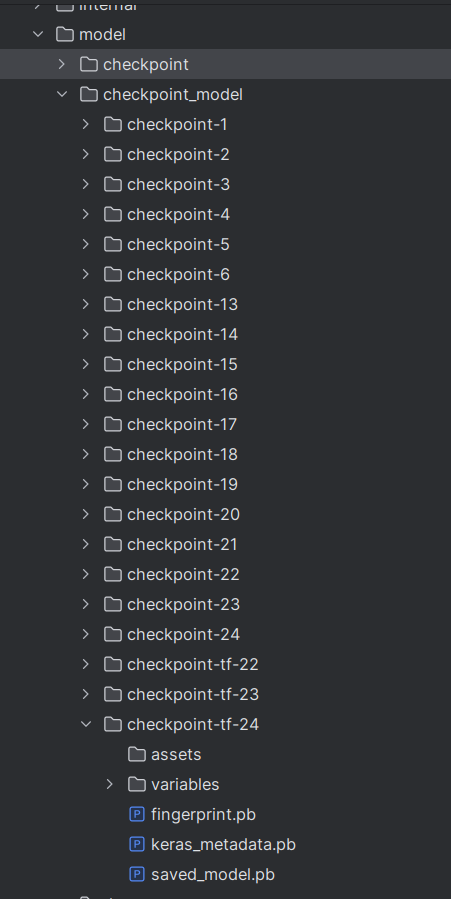 internal
model
checkpoint
checkpoint_model
checkpoint-1
checkpoint-2
checkpoint-3
checkpoint-4
checkpoint-5
checkpoint-6
checkpoint-13
checkpoint-14
checkpoint-15
checkpoint-16
checkpoint-17
checkpoint-18
checkpoint-19
checkpoint-20
checkpoint-21
checkpoint-22
checkpoint-23
checkpoint-24
checkpoint-tf-22
checkpoint-tf-23
checkpoint-tf-24
assets
variables
fingerprint.pb
keras_metadata.pb
saved_model.pb